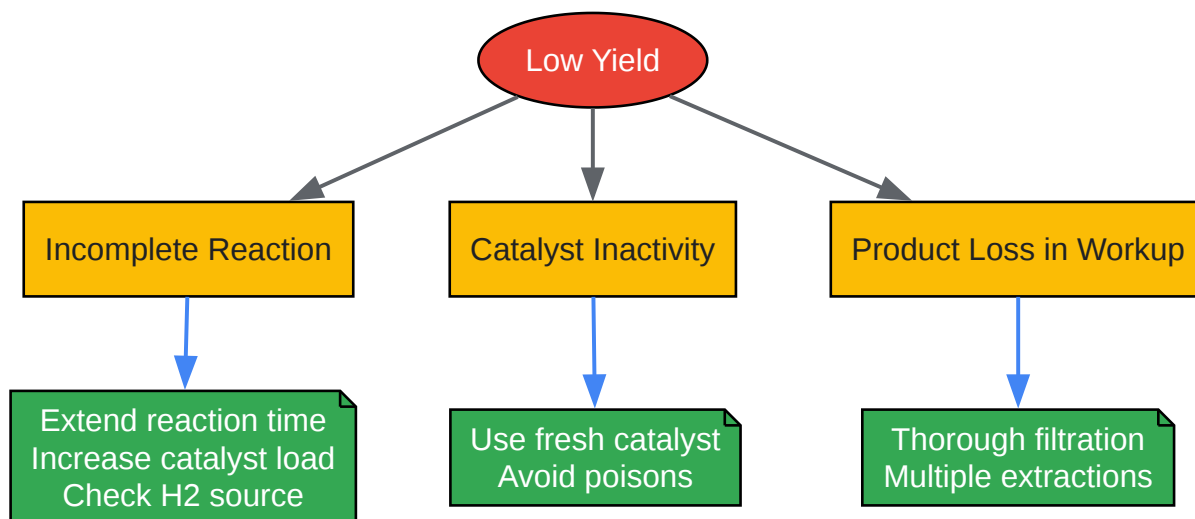 Low Yield
Incomplete Reaction
Catalyst Inactivity
Product Loss in Workup
Extend reaction time
Increase catalyst load
Check H2 source
Use fresh catalyst
Avoid poisons
Thorough filtration
Multiple extractions